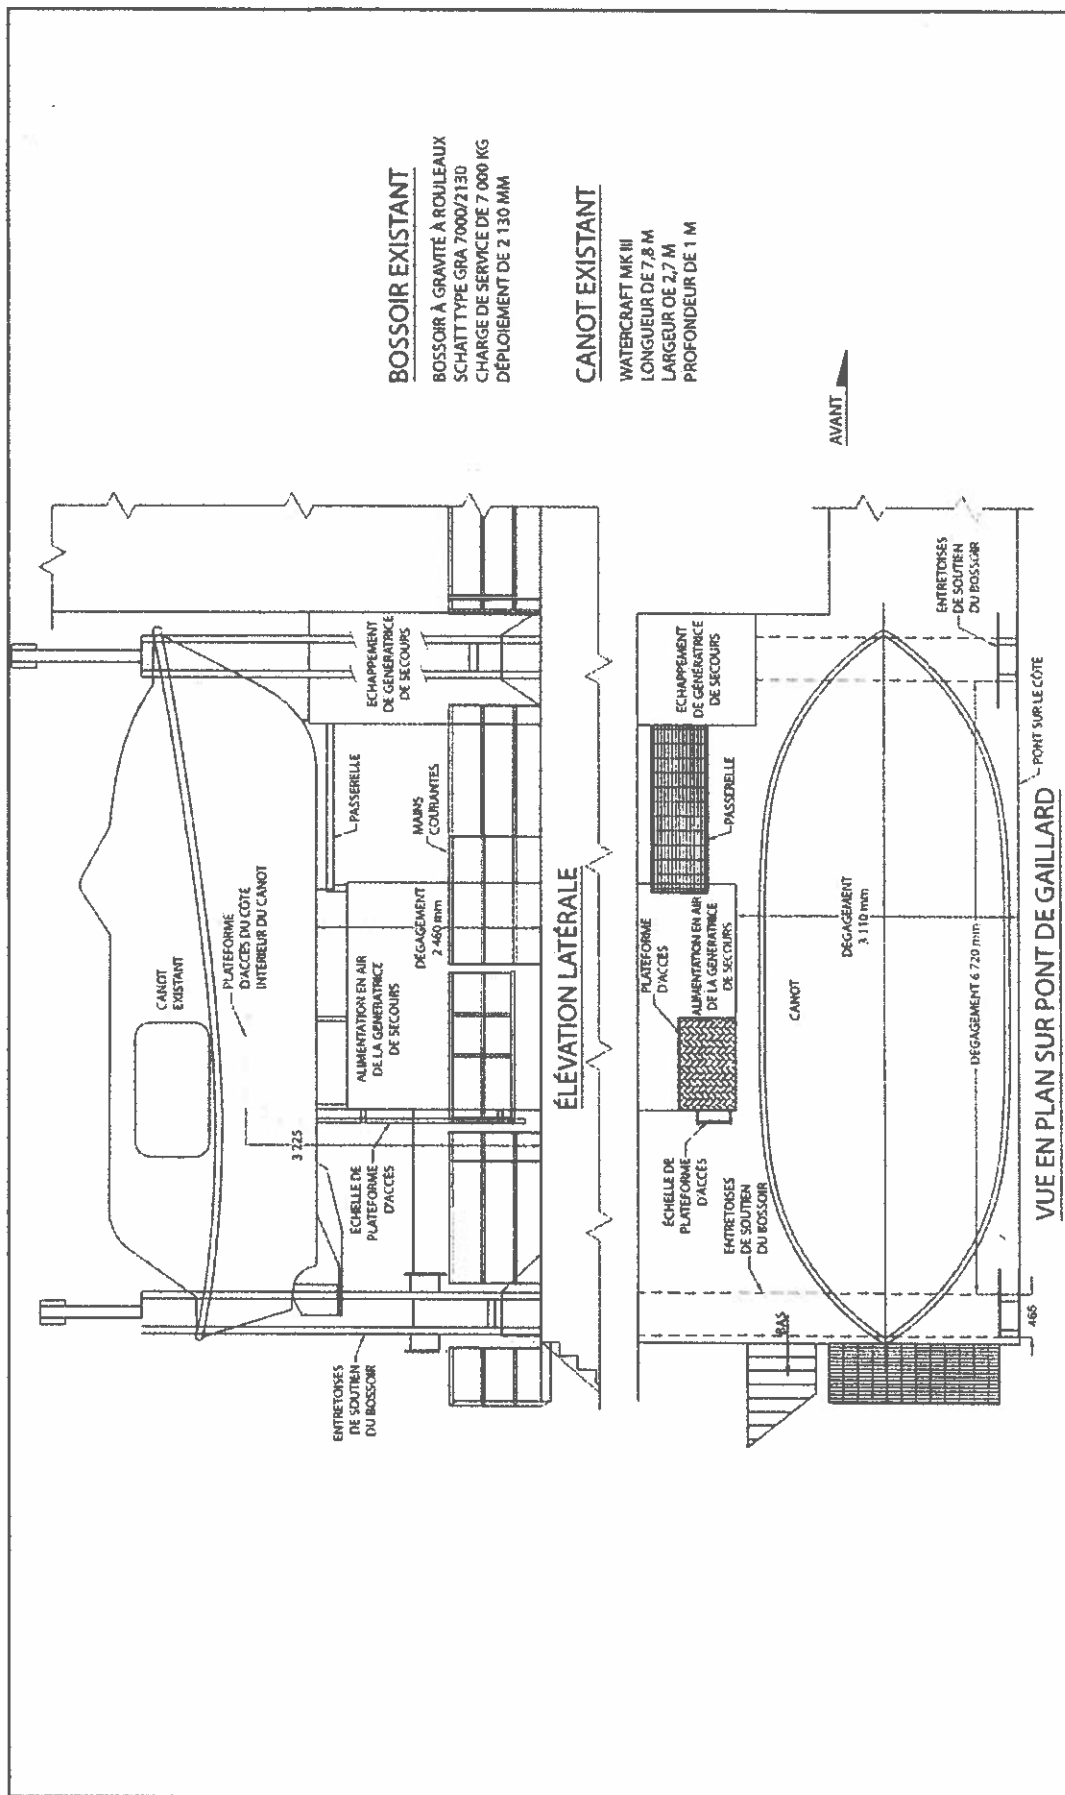 CANOT
EXISTANT
PLATEFORME
D'ACCÈS DU CÔTÉ
INTÉRIEUR DU CANOT
3 225
ENTRETOISES
DE SOUTIEN
DU BOSSOIR
ÉCHELLE DE
PLATEFORME
D'ACCÈS
ALIMENTATION EN AIR
DE LA GÉNÉRATRICE
DE SECOURS
DÉGAGEMENT
2 460 mm
PASSERELLE
MAINS
COURANTES
ECHAPPEMENT
DE GÉNÉRATRICE
DE SECOURS
ÉLÉVATION LATÉRALE
BOSSOIR EXISTANT
BOSSOIR À GRAVITÉ À ROULEAUX
SCHATT TYPE GRA 7000/2130
CHARGE DE SERVICE DE 7 000 KG
DÉPLOIEMENT DE 2 130 MM
CANOT EXISTANT
WATERCRAFT MK III
LONGUEUR DE 7,8 M
LARGEUR DE 2,7 M
PROFONDEUR DE 1 M
AVANT
PLATEFORME
D'ACCÈS
ÉCHELLE DE
PLATEFORME
D'ACCÈS
ENTRETOISES
DE SOUTIEN
DU BOSSOIR
ALIMENTATION EN AIR
DE LA GÉNÉRATRICE
DE SECOURS
PASSERELLE
ECHAPPEMENT
DE GÉNÉRATRICE
DE SECOURS
BAS
CANOT
DÉGAGEMENT
3 110 mm
DÉGAGEMENT 6 720 mm
465
ENTRETOISES
DE SOUTIEN
DU BOSSOIR
PONT SUR LE CÔTÉ
VUE EN PLAN SUR PONT DE GAILLARD